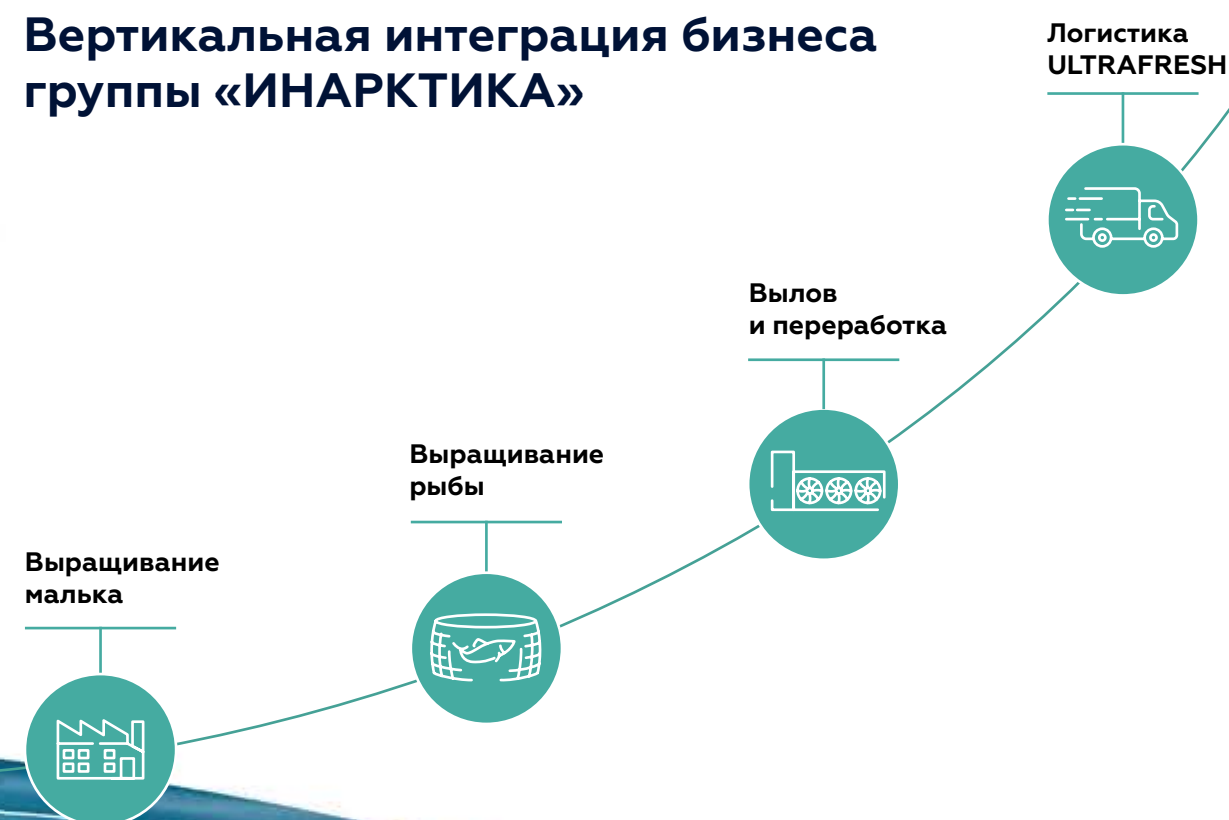 Вертикальная интеграция бизнеса
группы «ИНАРКТИКА»
Логистика
ULTRAFRESH
Вылов
и переработка
Выращивание
рыбы
Выращивание
малька